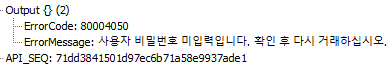 Output {} (2)
ErrorCode: 80004050
ErrorMessage: 사용자 비밀번호 미입력입니다. 확인 후 다시 거래하십시오.
API_SEQ: 71dd3841501d97ec6b71a58e9937ade1